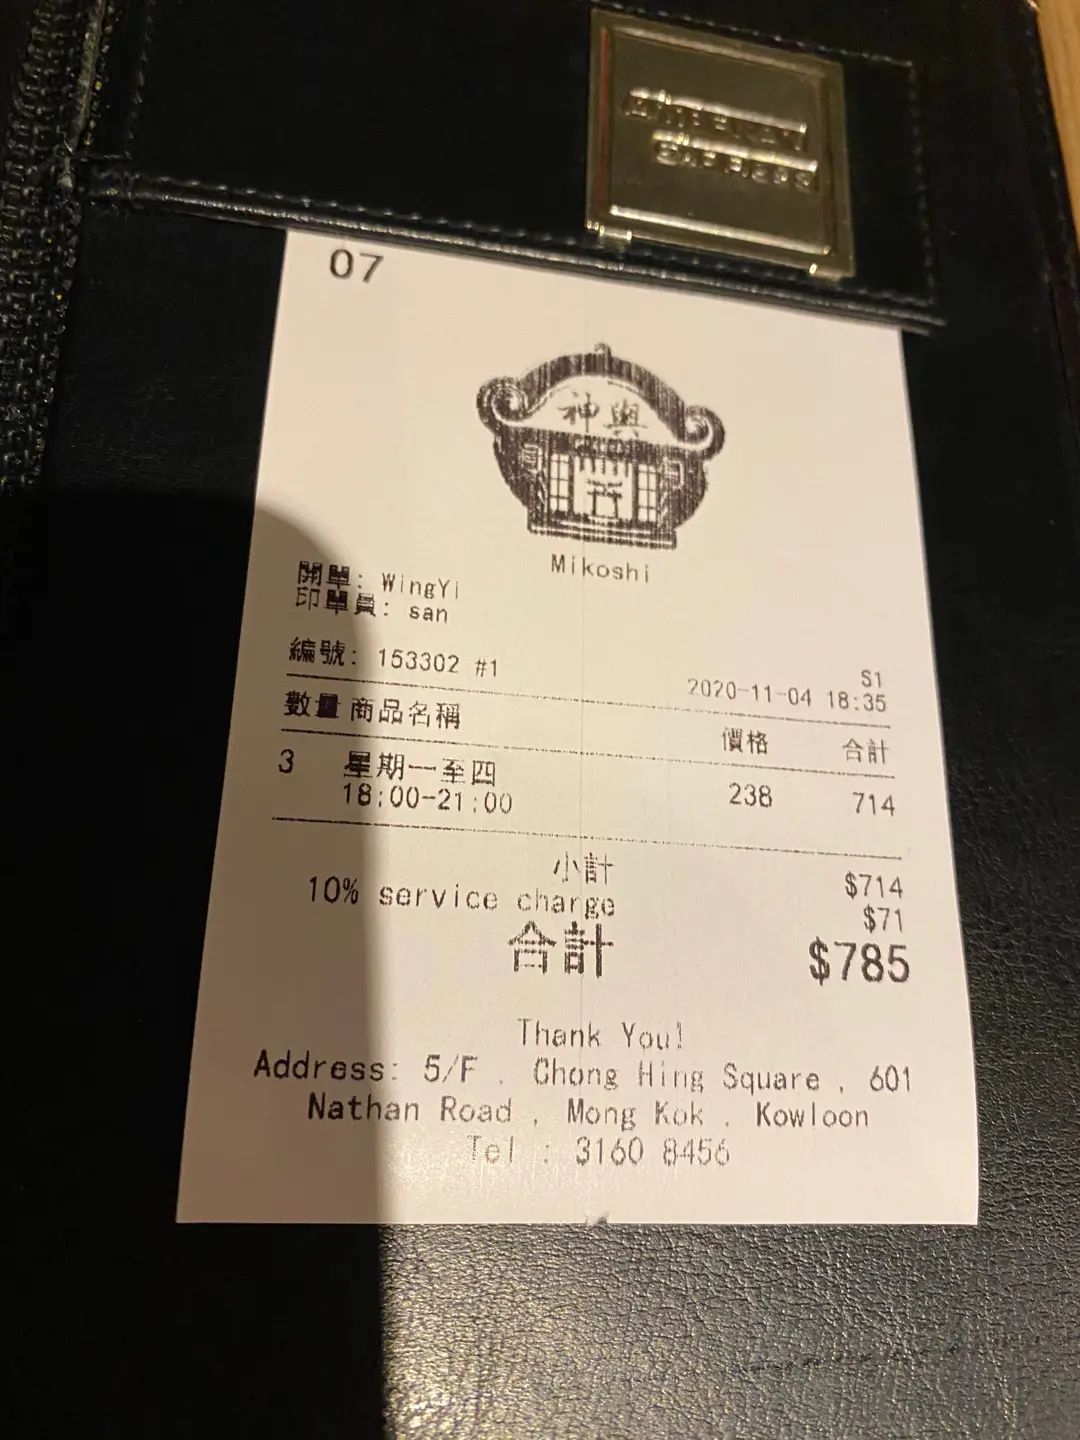 AMERICAN
EXPRESS
07
神輿
Mikoshi
開單: WingYi
印單員: san
編號: 153302 #1
S1
2020-11-04 18:35
數量 商品名稱 價格 合計
3 星期一至四 238 714
18:00-21:00
小計 $714
10% service charge $71
合計 $785
Thank You!
Address: 5/F , Chong Hing Square , 601
Nathan Road , Mong Kok , Kowloon
Tel : 3160 8456